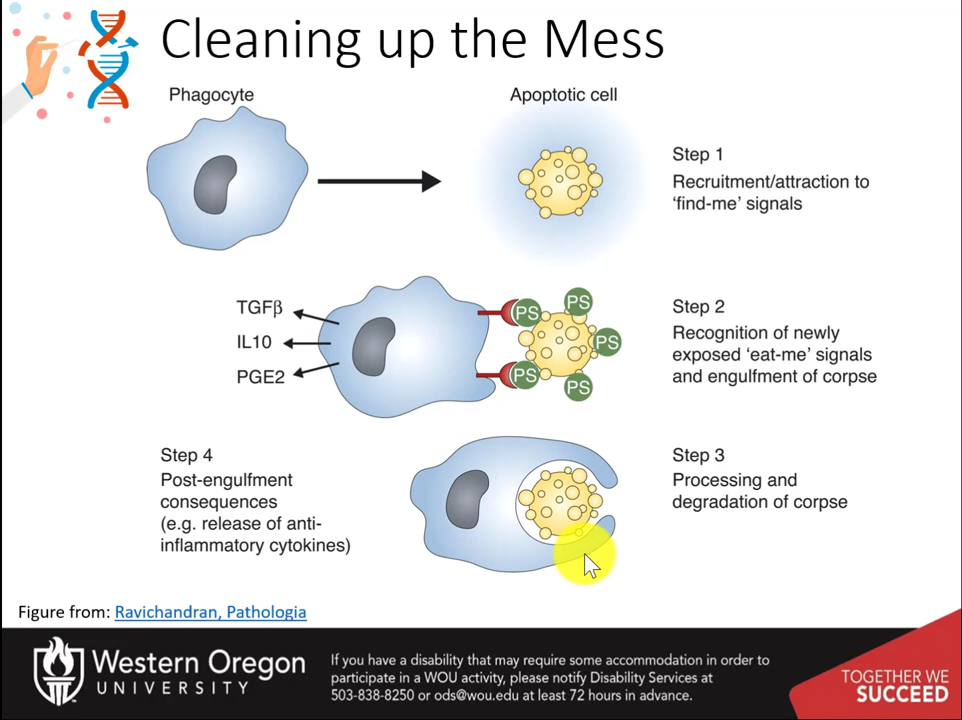 Cleaning up the Mess
Phagocyte
Apoptotic cell
Step 1
Recruitment/attraction to
‘find-me’ signals
TGFβ
IL10
PGE2
PS
PS
PS
PS
PS
Step 2
Recognition of newly
exposed ‘eat-me’ signals
and engulfment of corpse
Step 4
Post-engulfment
consequences
(e.g. release of anti-
inflammatory cytokines)
Step 3
Processing and
degradation of corpse
Figure from: Ravichandran, Pathologia
Western Oregon
UNIVERSITY
If you have a disability that may require some accommodation in order to
participate in a WOU activity, please notify Disability Services at
503-838-8250 or ods@wou.edu at least 72 hours in advance.
TOGETHER WE
SUCCEED